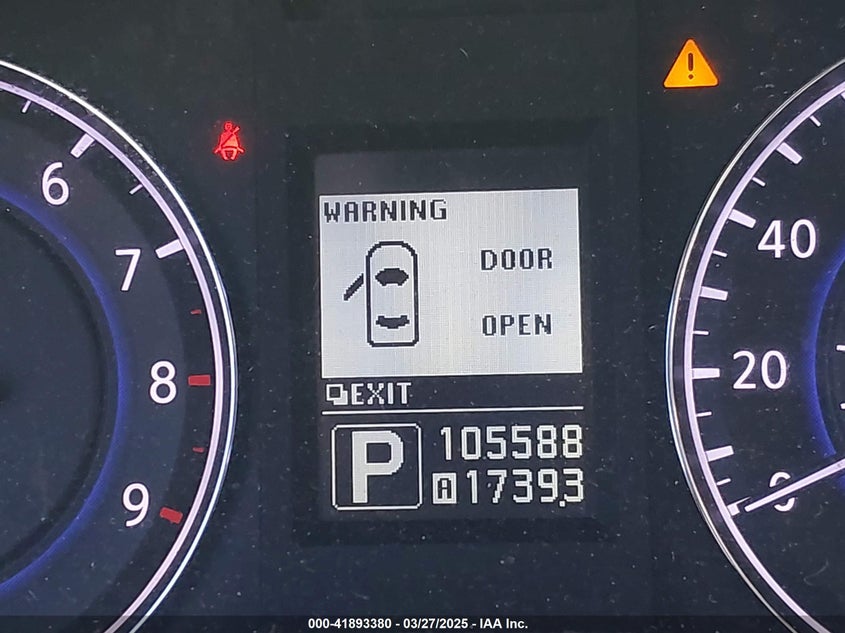 6
7
8
9
WARNING
DOOR
OPEN
EXIT
P
105588
A 1739.3
40
20
0
000-41893380 - 03/27/2025 - IAA Inc.